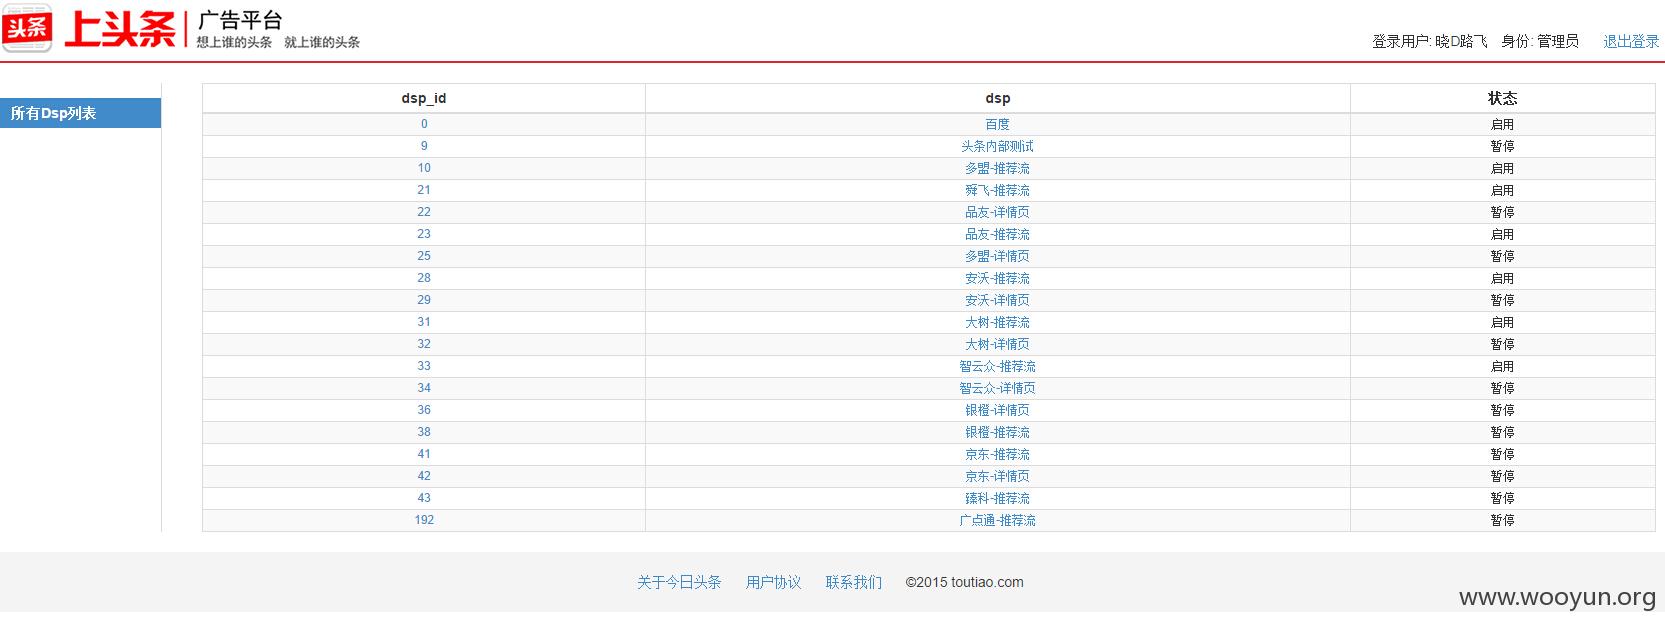 头条 上头条 广告平台
想上谁的头条 就上谁的头条
登录用户: 晓D路飞 身份: 管理员 退出登录
所有Dsp列表
dsp_id dsp 状态
0 百度 启用
9 头条内部测试 暂停
10 多盟-推荐流 启用
21 舜飞-推荐流 启用
22 品友-详情页 暂停
23 品友-推荐流 启用
25 多盟-详情页 暂停
28 安沃-推荐流 启用
29 安沃-详情页 暂停
31 大树-推荐流 启用
32 大树-详情页 暂停
33 智云众-推荐流 启用
34 智云众-详情页 暂停
36 银橙-详情页 暂停
38 银橙-推荐流 暂停
41 京东-推荐流 暂停
42 京东-详情页 暂停
43 臻科-推荐流 暂停
192 广点通-推荐流 暂停
关于今日头条 用户协议 联系我们 ©2015 toutiao.com
www.wooyun.org